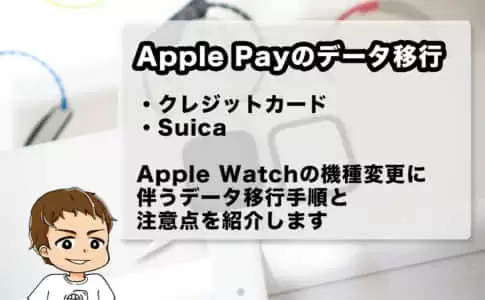 Apple Payのデータ移行
・クレジットカード
・Suica
Apple Watchの機種変更に
伴うデータ移行手順と
注意点を紹介します